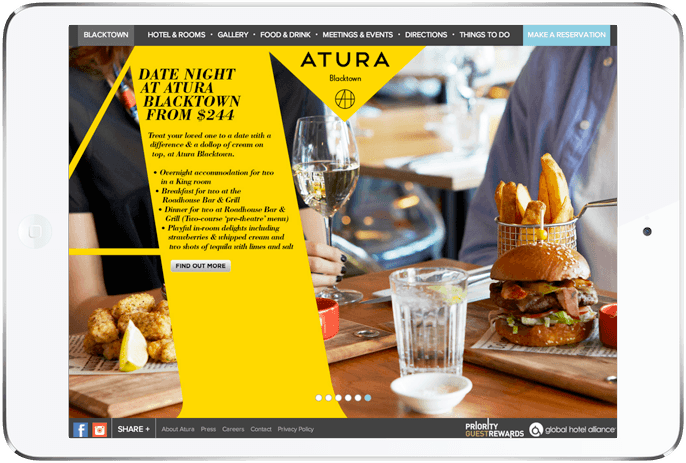 BLACKTOWN
HOTEL & ROOMS • GALLERY • FOOD & DRINK • MEETINGS & EVENTS • DIRECTIONS • THINGS TO DO
MAKE A RESERVATION
ATURA
Blacktown
DATE NIGHT
AT ATURA
BLACKTOWN
FROM $244
Treat your loved one to a date with a
difference & a dollop of cream on
top, at Atura Blacktown.
• Overnight accommodation for two
in a King room
• Breakfast for two at the
Roadhouse Bar & Grill
• Dinner for two at Roadhouse Bar &
Grill (Two-course 'pre-theatre' menu)
• Playful in-room delights including
strawberries & whipped cream and
two shots of tequila with limes and salt
FIND OUT MORE
f
SHARE +
About Atura Press Careers Contact Privacy Policy
PRIORITY
GUESTREWARDS
global hotel alliance